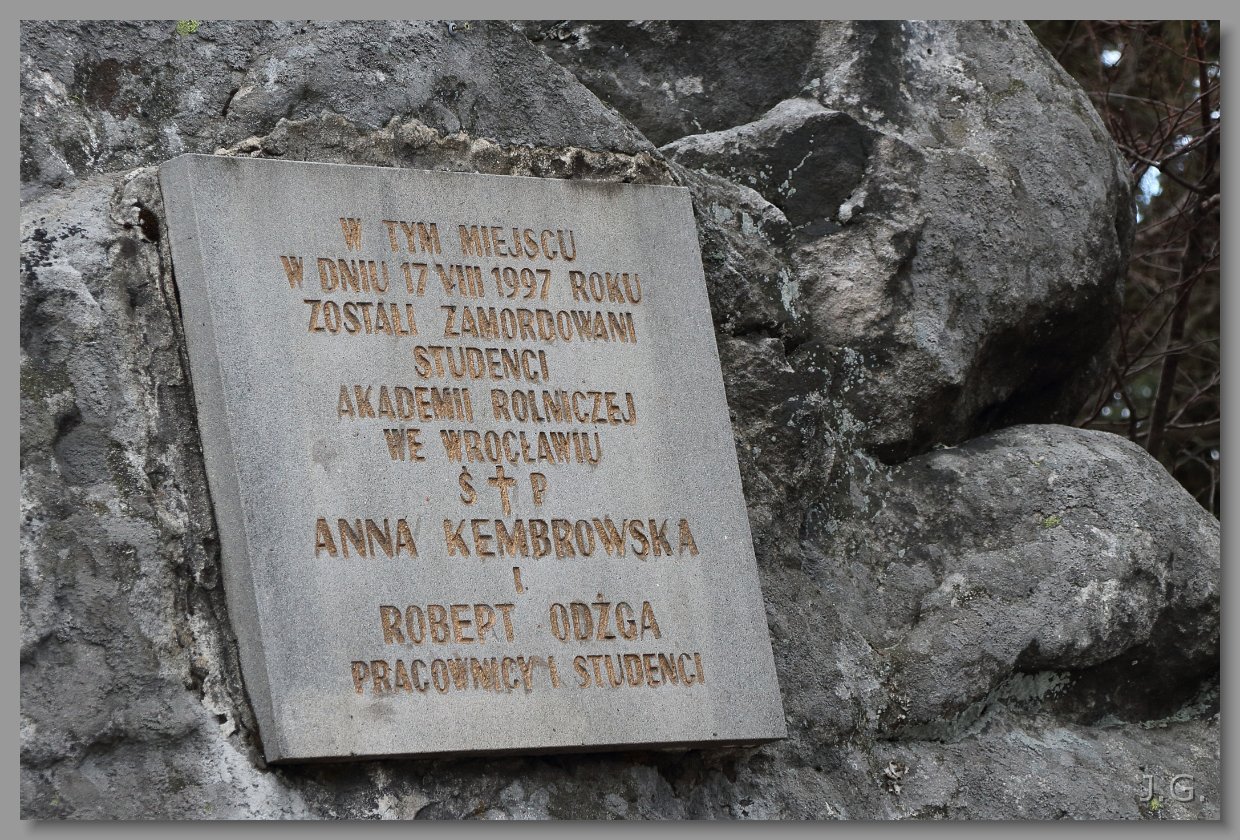 W TYM MIEJSCU
W DNIU 17 VIII 1997 ROKU
ZOSTALI ZAMORDOWANI
STUDENCI
AKADEMII ROLNICZEJ
WE WROCŁAWIU
Ś † P
ANNA KEMBROWSKA
I.
ROBEPT ODŻGA
PRACOWNICY I. STUDENCI
J.G.